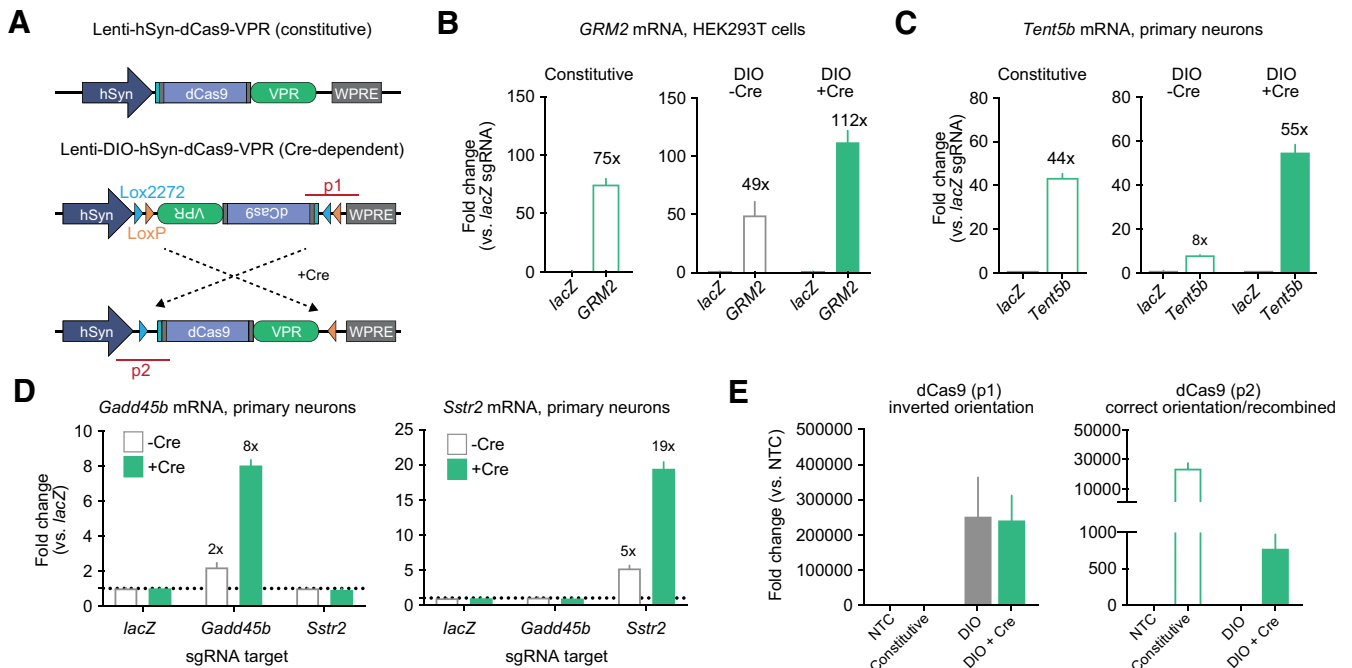 A
Lenti-hSyn-dCas9-VPR (constitutive)
hSyn
dCas9
VPR
WPRE
Lenti-DIO-hSyn-dCas9-VPR (Cre-dependent)
Lox2272
p1
hSyn
VPR
dCas9
WPRE
LoxP
+Cre
hSyn
dCas9
VPR
WPRE
p2
B
GRM2 mRNA, HEK293T cells
Constitutive
DIO
-Cre
DIO
+Cre
Fold change
(vs. lacZ sgRNA)
150
100
50
0
75x
lacZ
GRM2
150
100
50
0
49x
112x
lacZ
GRM2
lacZ
GRM2
C
Tent5b mRNA, primary neurons
Constitutive
DIO
-Cre
DIO
+Cre
Fold change
(vs. lacZ sgRNA)
80
60
40
20
0
44x
lacZ
Tent5b
80
60
40
20
0
8x
55x
lacZ
Tent5b
lacZ
Tent5b
D
Gadd45b mRNA, primary neurons
-Cre
+Cre
Fold change
(vs. lacZ)
10
8
6
4
2
0
2x
8x
lacZ
Gadd45b
Sstr2
sgRNA target
Sstr2 mRNA, primary neurons
-Cre
+Cre
25
20
15
10
5
0
5x
19x
lacZ
Gadd45b
Sstr2
sgRNA target
E
dCas9 (p1)
inverted orientation
Fold change (vs. NTC)
500000
400000
300000
200000
100000
0
NTC
Constitutive
DIO
DIO + Cre
dCas9 (p2)
correct orientation/recombined
50000
30000
10000
1000
500
0
NTC
Constitutive
DIO
DIO + Cre